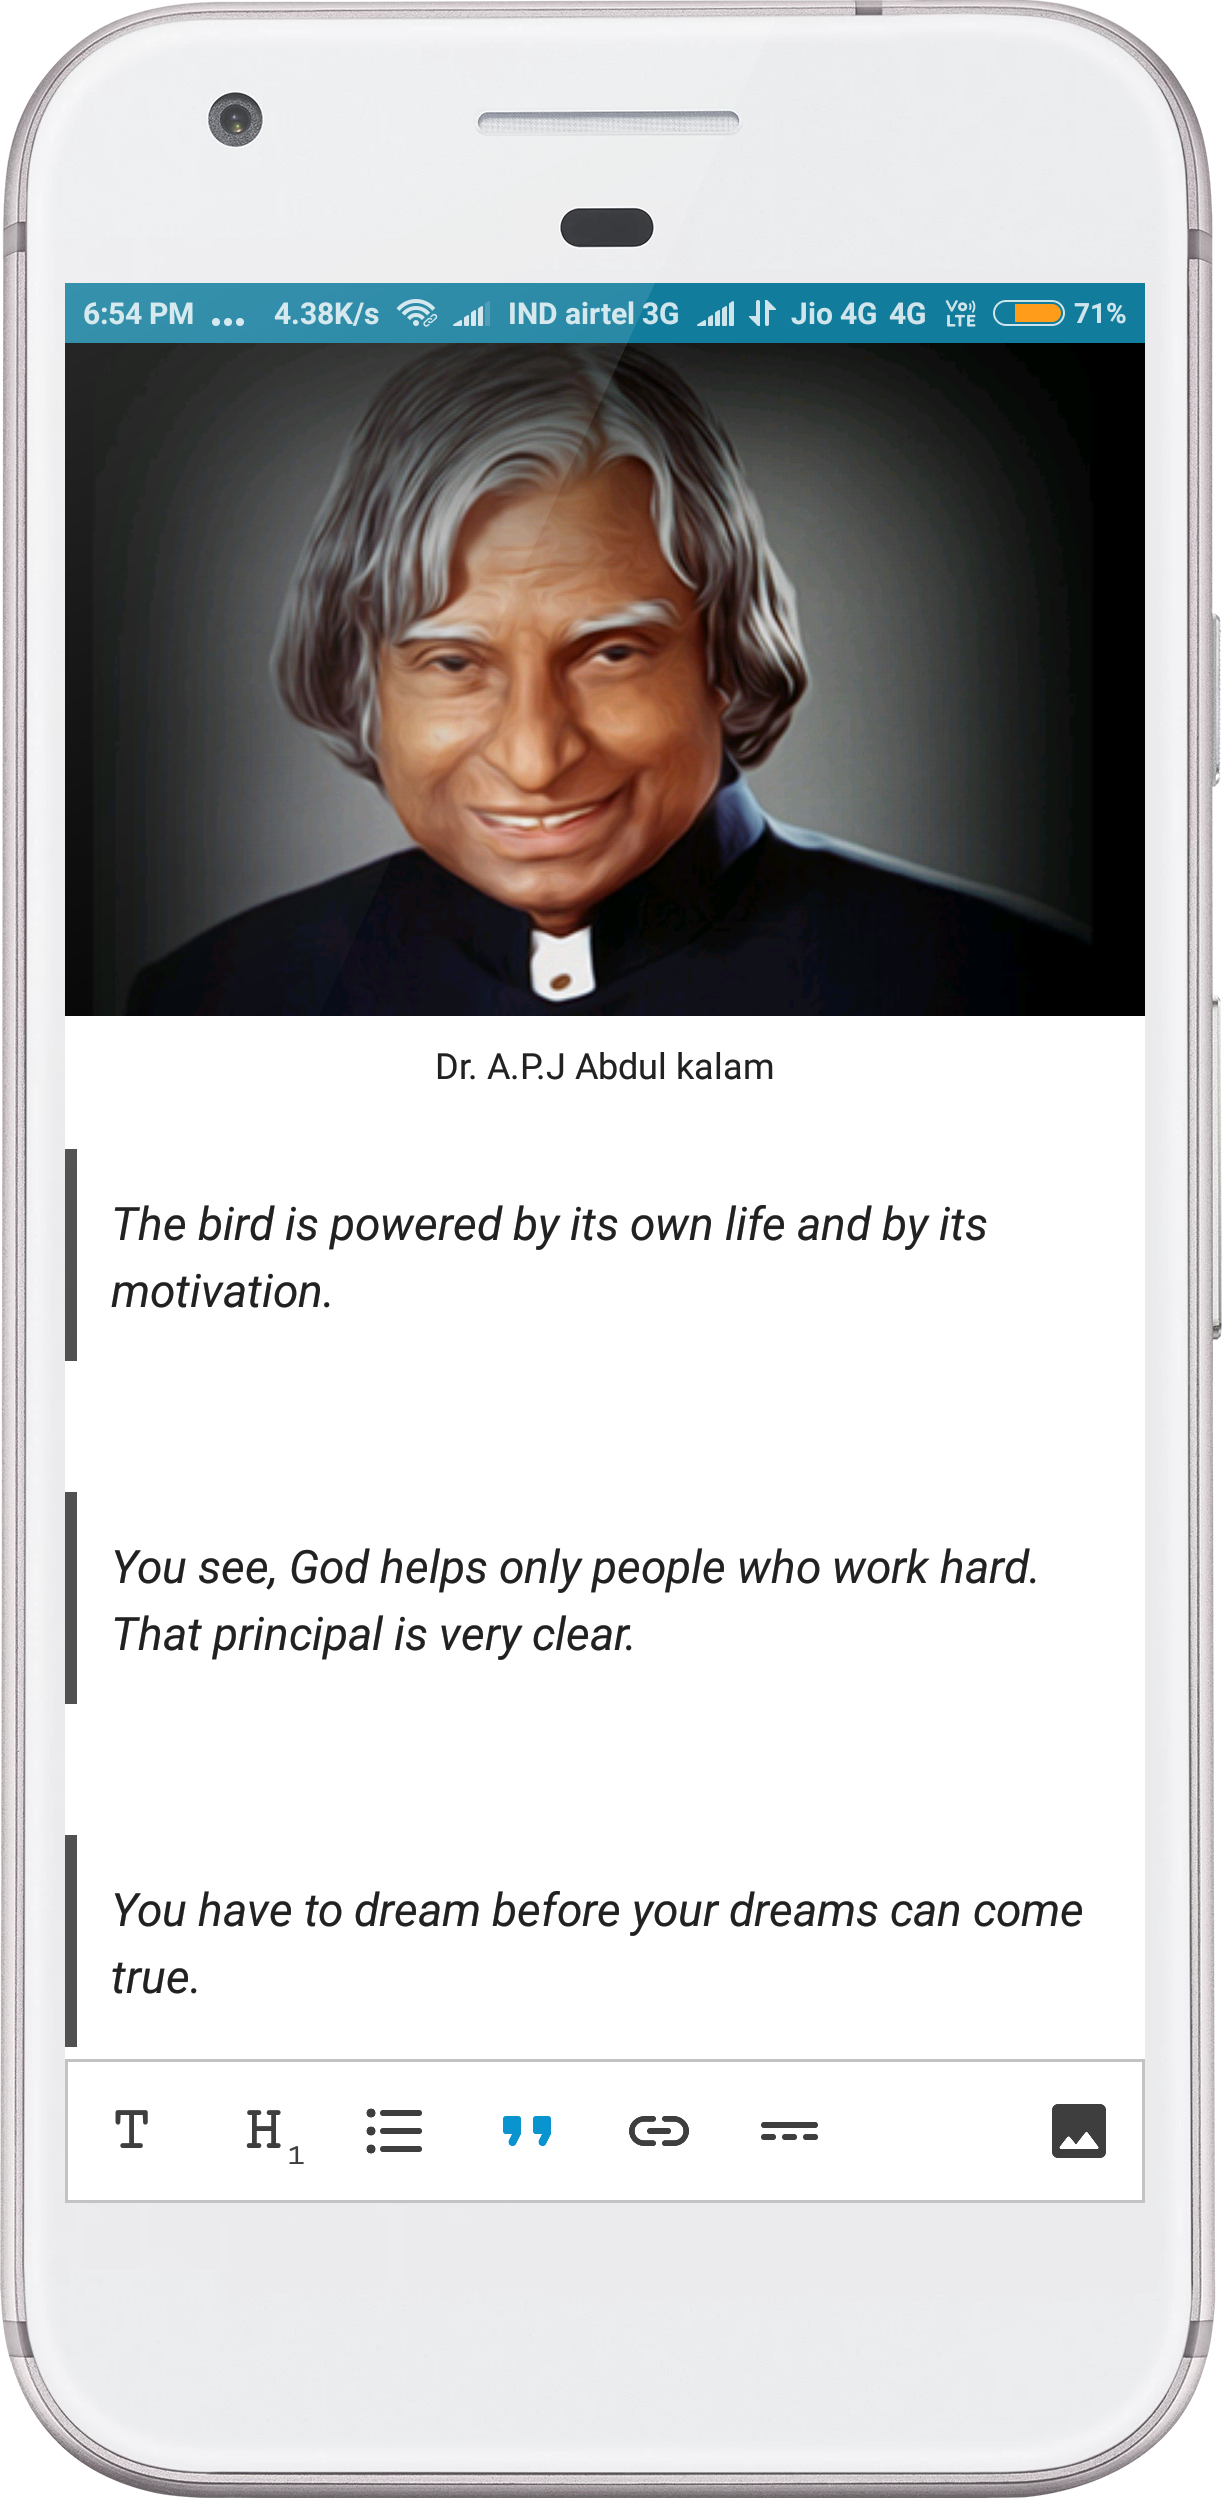 6:54 PM ... 4.38K/s IND airtel 3G Jio 4G 4G VoLTE 71%
Dr. A.P.J Abdul kalam
The bird is powered by its own life and by its
motivation.
You see, God helps only people who work hard.
That principal is very clear.
You have to dream before your dreams can come
true.
T H1